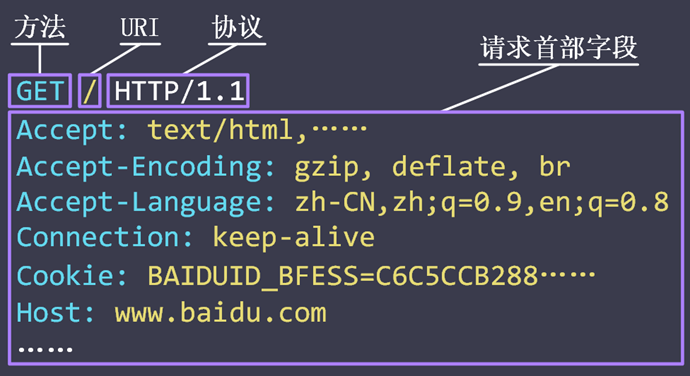 方法 URI 协议
请求首部字段
GET / HTTP/1.1
Accept: text/html,……
Accept-Encoding: gzip, deflate, br
Accept-Language: zh-CN,zh;q=0.9,en;q=0.8
Connection: keep-alive
Cookie: BAIDUID_BFESS=C6C5CCB288……
Host: www.baidu.com
……